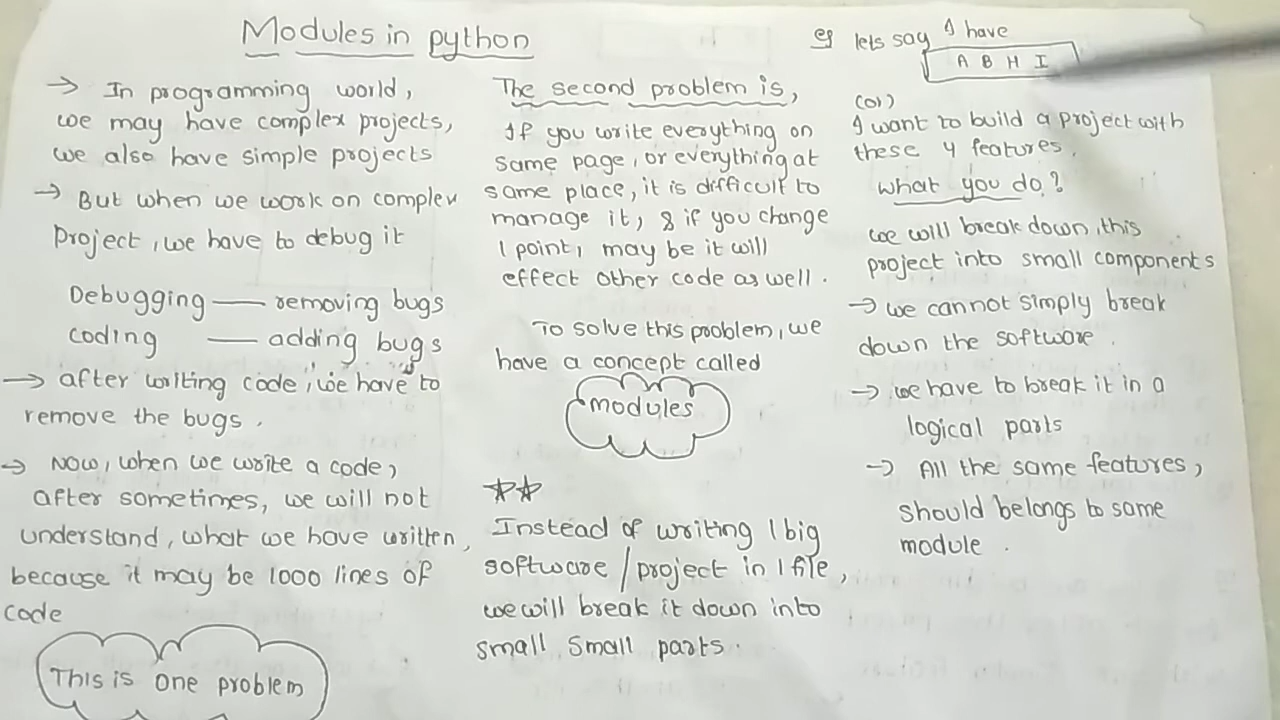 Modules in python
→ In programming world,
we may have complex projects,
we also have simple projects
→ But when we work on complex
project, we have to debug it
Debugging — removing bugs
coding — adding bugs
→ after writing code, we have to
remove the bugs.
→ Now, when we write a code,
after sometimes, we will not
understand, what we have written,
because it may be 1000 lines of
code
This is one problem
The second problem is,
If you write everything on
same page, or everything at
same place, it is difficult to
manage it, & if you change
1 point, may be it will
effect other code as well.
To solve this problem, we
have a concept called
modules
☆☆
Instead of writing 1 big
software / project in 1 file,
we will break it down into
small small parts.
eg lets say I have
A B H I
(or)
I want to build a project with
these 4 features.
what you do?
we will break down, this
project into small components
→ we cannot simply break
down the software.
→ we have to break it in a
logical parts
→ All the same features,
should belongs to same
module.